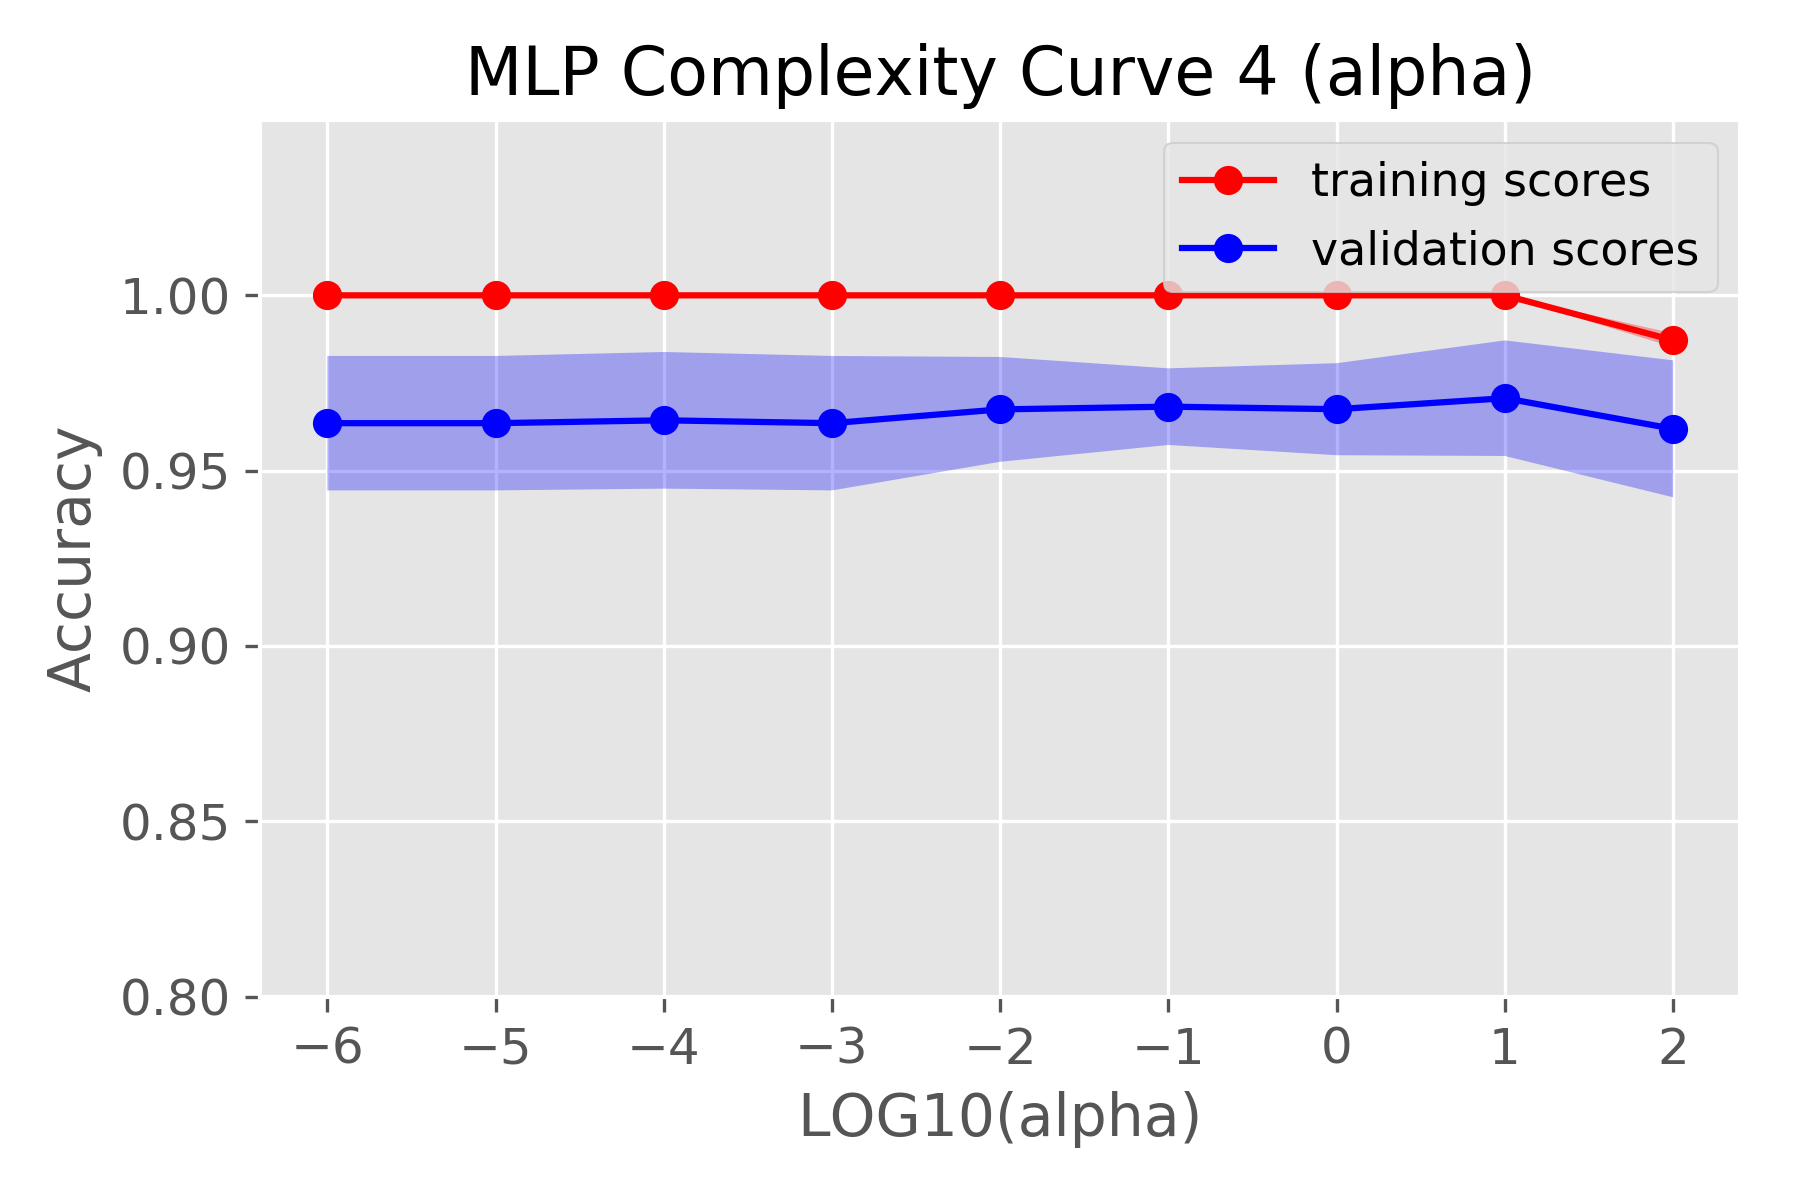 MLP Complexity Curve 4 (alpha)
training scores
validation scores
1.00
0.95
0.90
0.85
0.80
Accuracy
−6 −5 −4 −3 −2 −1 0 1 2
LOG10(alpha)